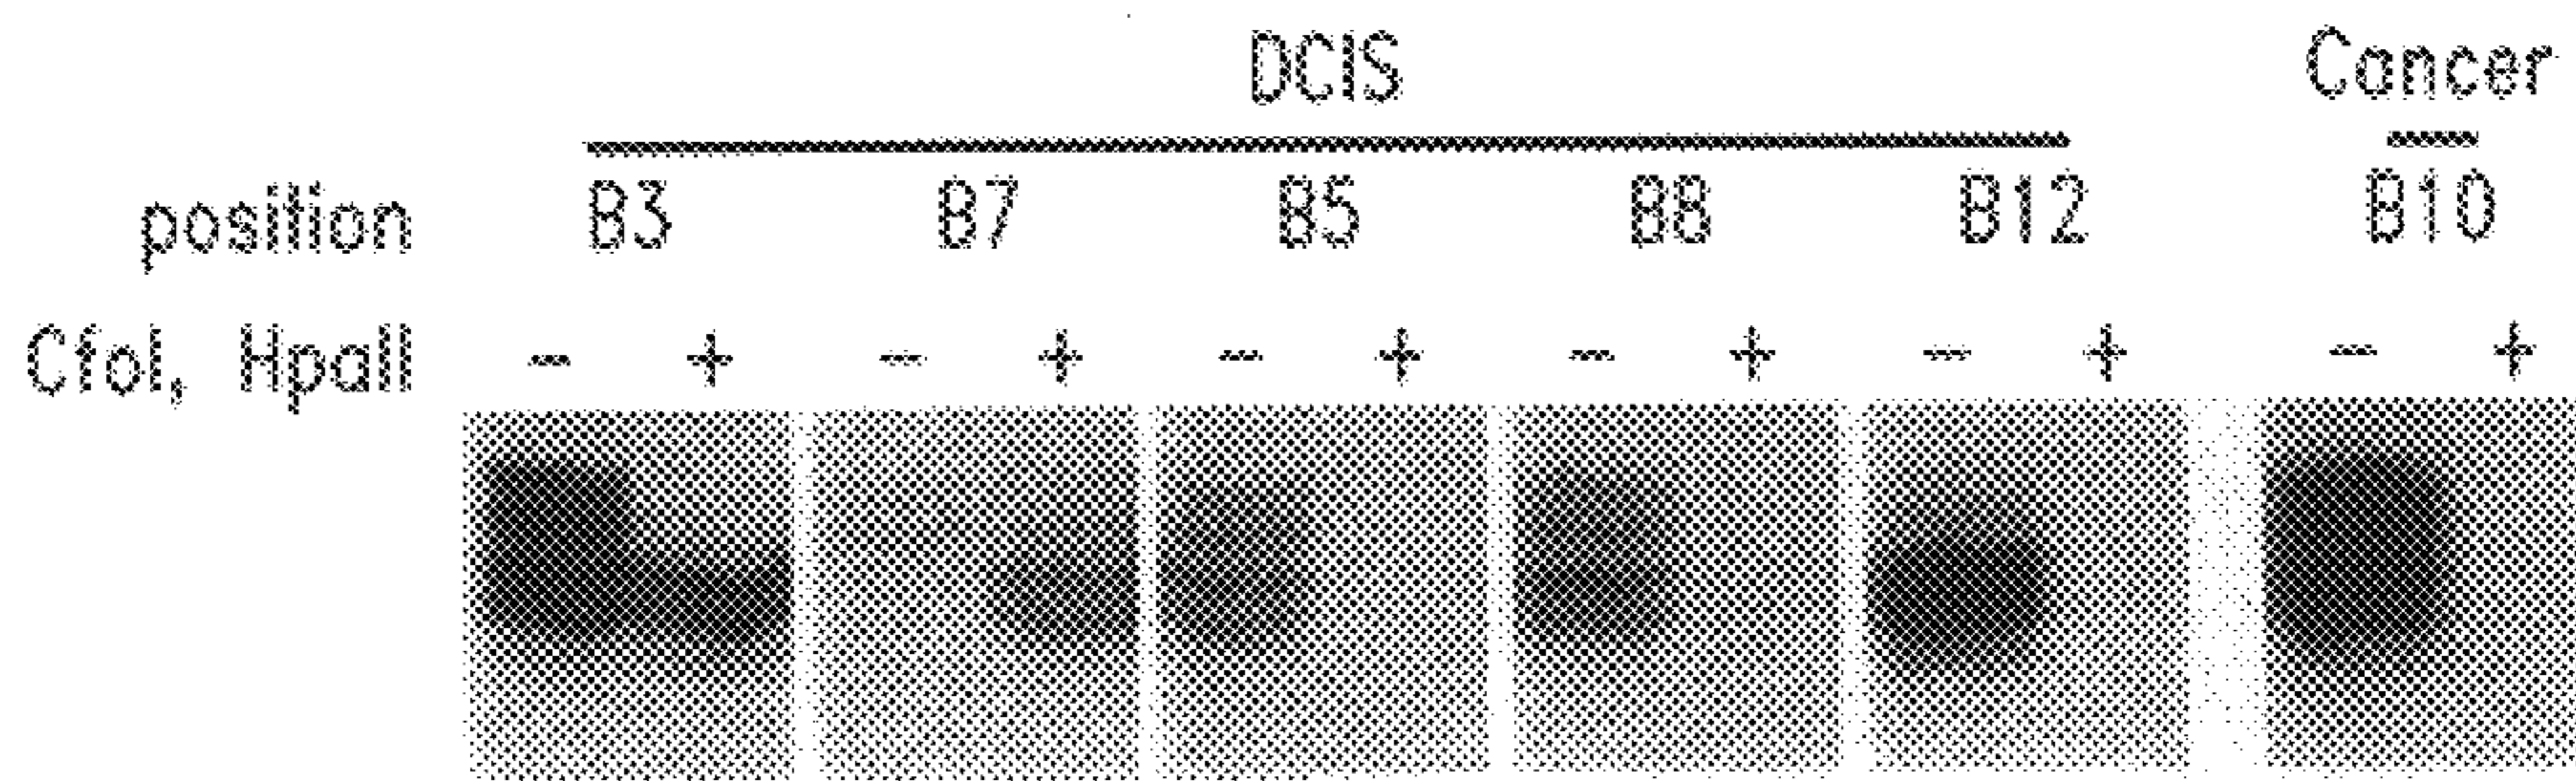 DCIS Cancer
position B3 B7 B5 B8 B12 B10
CfoI, HpaII - + - + - + - + - + - +